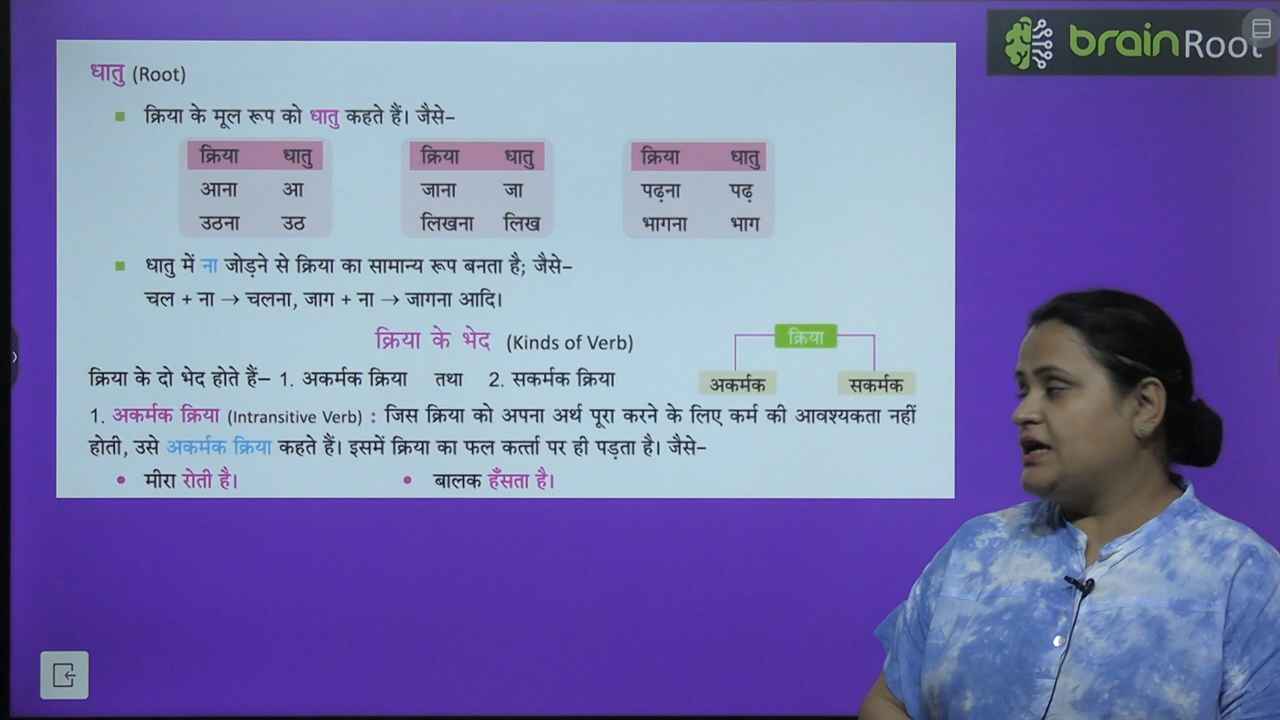 brainRoot
धातु (Root)
क्रिया के मूल रूप को धातु कहते हैं। जैसे–
क्रिया धातु क्रिया धातु क्रिया धातु
आना आ जाना जा पढ़ना पढ़
उठना उठ लिखना लिख भागना भाग
धातु में ना जोड़ने से क्रिया का सामान्य रूप बनता है; जैसे–
चल + ना → चलना, जाग + ना → जागना आदि।
क्रिया के भेद (Kinds of Verb)
क्रिया
क्रिया के दो भेद होते हैं– 1. अकर्मक क्रिया तथा 2. सकर्मक क्रिया
अकर्मक सकर्मक
1. अकर्मक क्रिया (Intransitive Verb) : जिस क्रिया को अपना अर्थ पूरा करने के लिए कर्म की आवश्यकता नहीं
होती, उसे अकर्मक क्रिया कहते हैं। इसमें क्रिया का फल कर्त्ता पर ही पड़ता है। जैसे–
मीरा रोती है। बालक हँसता है।